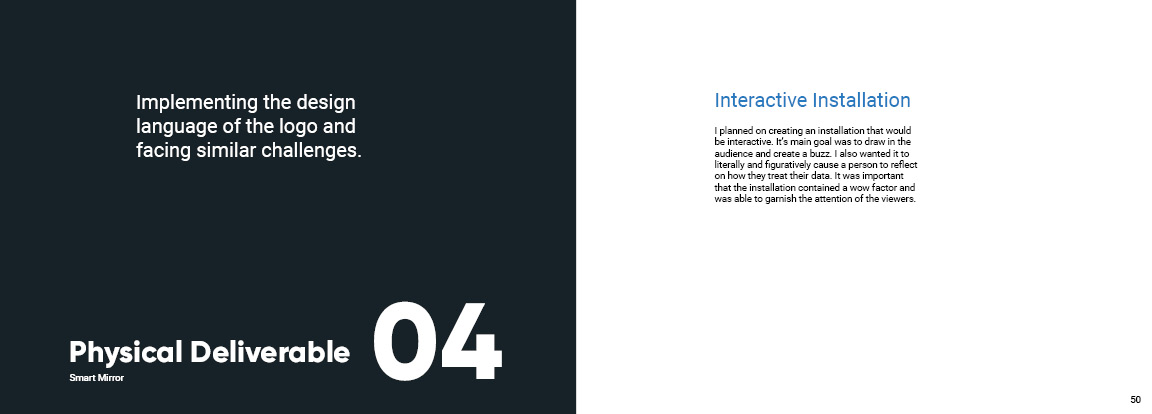 Implementing the design
language of the logo and
facing similar challenges.
Physical Deliverable
Smart Mirror
04
Interactive Installation
I planned on creating an installation that would
be interactive. It's main goal was to draw in the
audience and create a buzz. I also wanted it to
literally and figuratively cause a person to reflect
on how they treat their data. It was important
that the installation contained a wow factor and
was able to garnish the attention of the viewers.
50